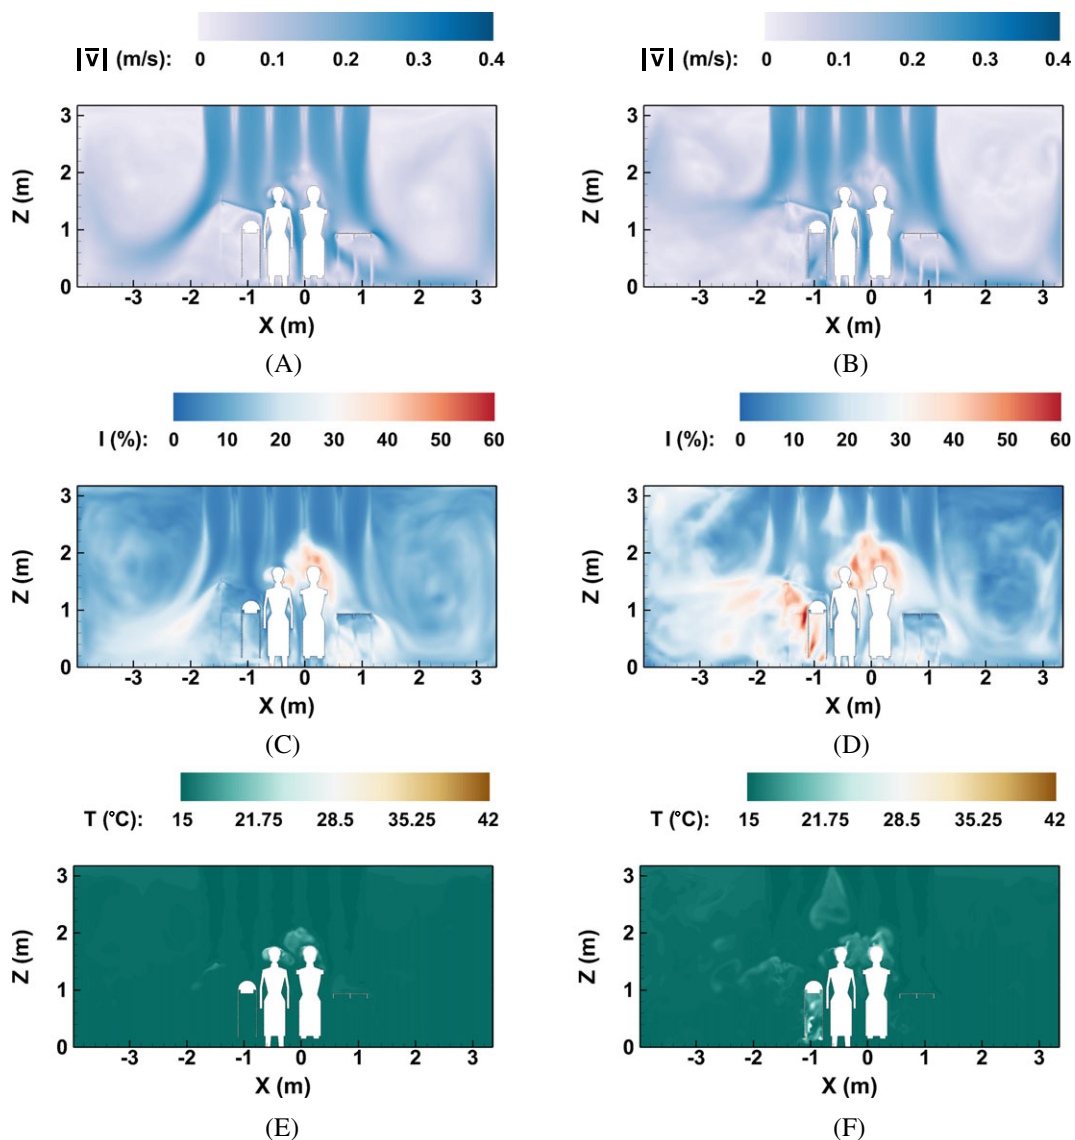 |v̅| (m/s): 0 0.1 0.2 0.3 0.4
|v̅| (m/s): 0 0.1 0.2 0.3 0.4
3
2
1
0
Z (m)
-3 -2 -1 0 1 2 3
X (m)
(A)
3
2
1
0
Z (m)
-3 -2 -1 0 1 2 3
X (m)
(B)
I (%): 0 10 20 30 40 50 60
I (%): 0 10 20 30 40 50 60
3
2
1
0
Z (m)
-3 -2 -1 0 1 2 3
X (m)
(C)
3
2
1
0
Z (m)
-3 -2 -1 0 1 2 3
X (m)
(D)
T (°C): 15 21.75 28.5 35.25 42
T (°C): 15 21.75 28.5 35.25 42
3
2
1
0
Z (m)
-3 -2 -1 0 1 2 3
X (m)
(E)
3
2
1
0
Z (m)
-3 -2 -1 0 1 2 3
X (m)
(F)